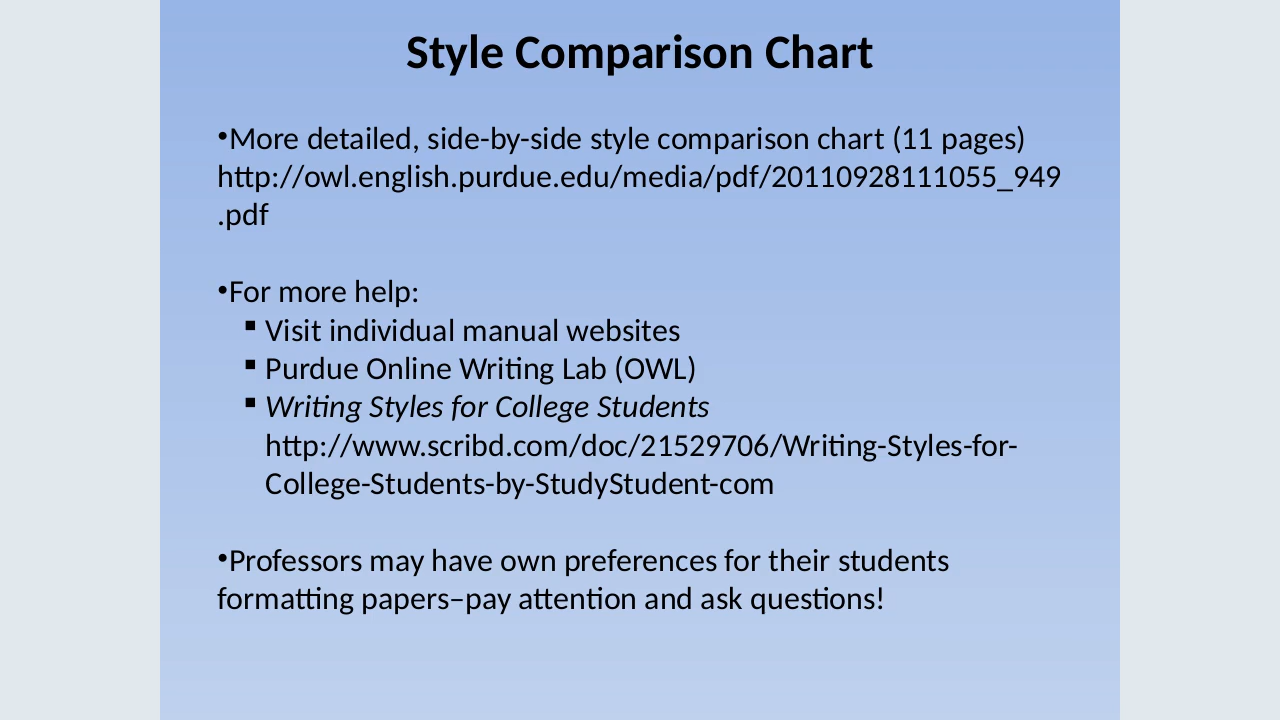 Style Comparison Chart
•More detailed, side-by-side style comparison chart (11 pages)
http://owl.english.purdue.edu/media/pdf/20110928111055_949
.pdf
•For more help:
▪ Visit individual manual websites
▪ Purdue Online Writing Lab (OWL)
▪ Writing Styles for College Students
http://www.scribd.com/doc/21529706/Writing-Styles-for-
College-Students-by-StudyStudent-com
•Professors may have own preferences for their students
formatting papers–pay attention and ask questions!